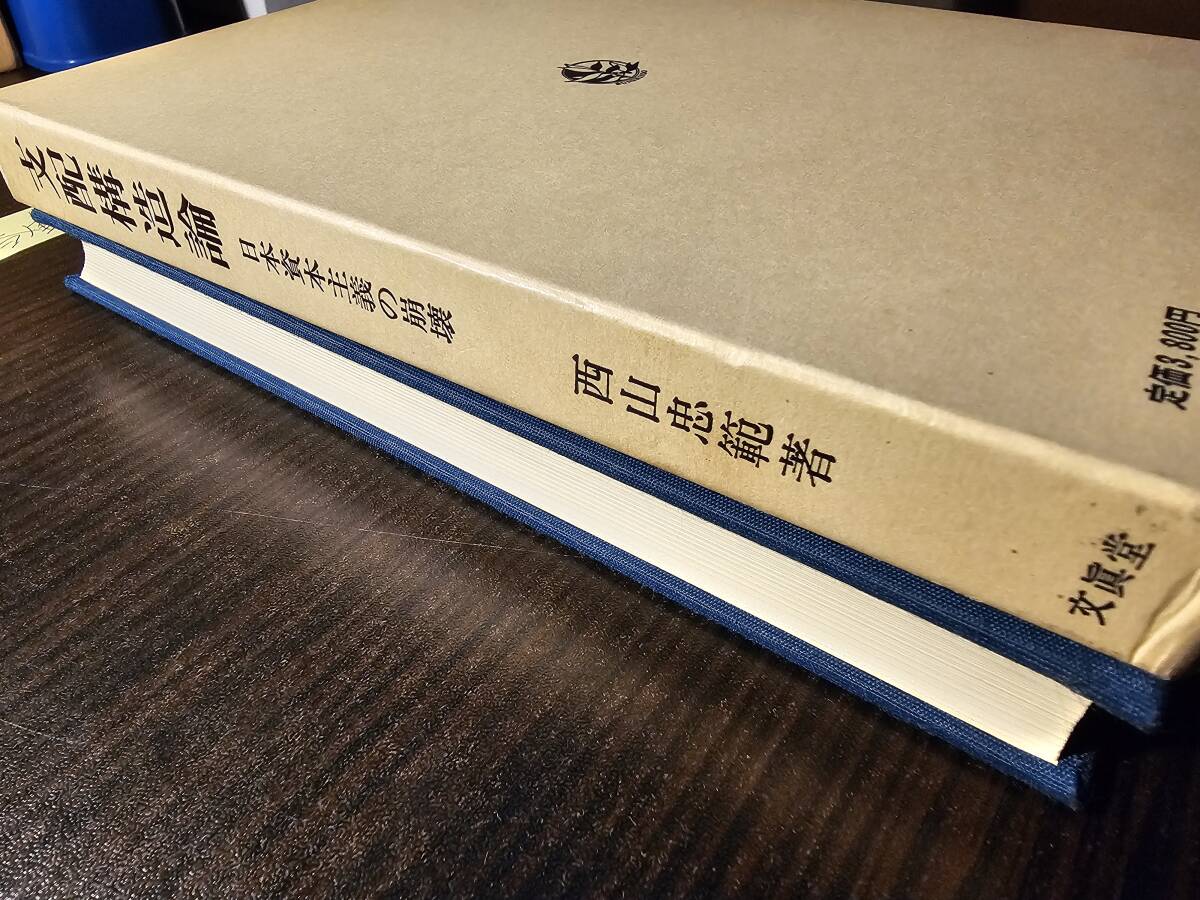 支配構造論
日本資本主義の崩壊
西山忠範著
文眞堂
定価3,800円